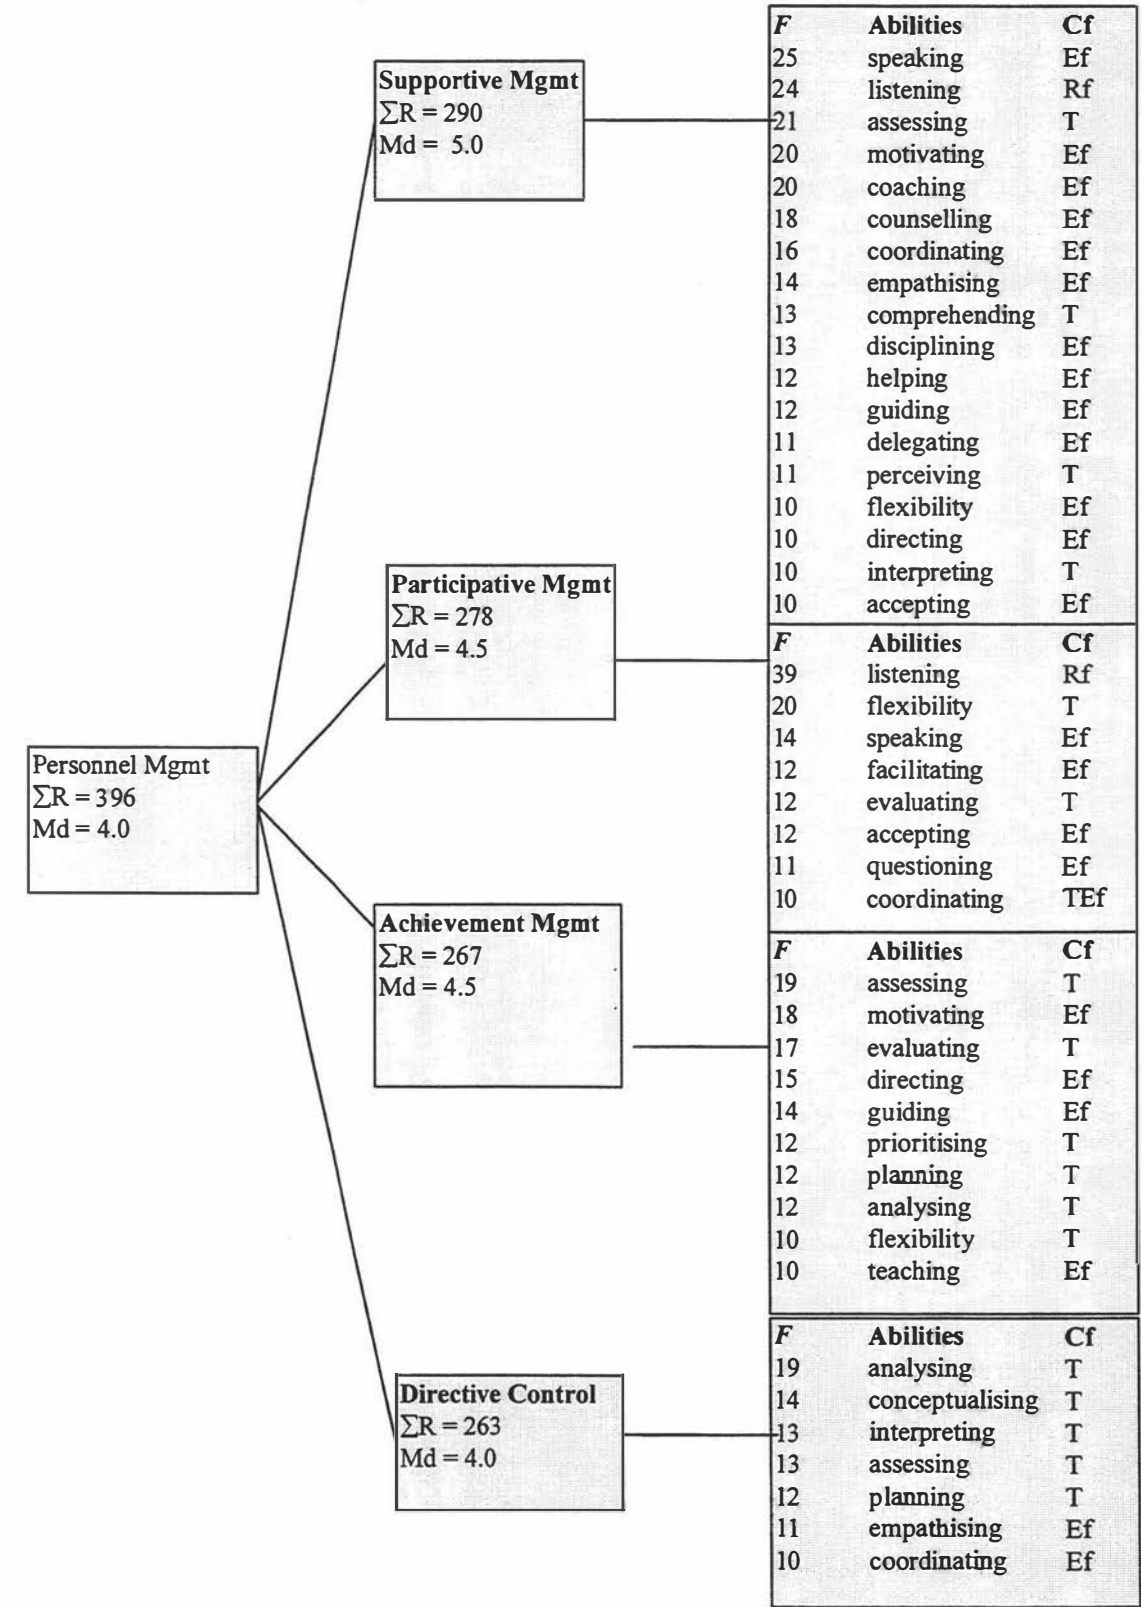 Personnel Mgmt
∑R = 396
Md = 4.0
Supportive Mgmt
∑R = 290
Md = 5.0
F Abilities Cf
25 speaking Ef
24 listening Rf
21 assessing T
20 motivating Ef
20 coaching Ef
18 counselling Ef
16 coordinating Ef
14 empathising Ef
13 comprehending T
13 disciplining Ef
12 helping Ef
12 guiding Ef
11 delegating Ef
11 perceiving T
10 flexibility Ef
10 directing Ef
10 interpreting T
10 accepting Ef
Participative Mgmt
∑R = 278
Md = 4.5
F Abilities Cf
39 listening Rf
20 flexibility T
14 speaking Ef
12 facilitating Ef
12 evaluating T
12 accepting Ef
11 questioning Ef
10 coordinating TEf
Achievement Mgmt
∑R = 267
Md = 4.5
F Abilities Cf
19 assessing T
18 motivating Ef
17 evaluating T
15 directing Ef
14 guiding Ef
12 prioritising T
12 planning T
12 analysing T
10 flexibility T
10 teaching Ef
Directive Control
∑R = 263
Md = 4.0
F Abilities Cf
19 analysing T
14 conceptualising T
13 interpreting T
13 assessing T
12 planning T
11 empathising Ef
10 coordinating Ef